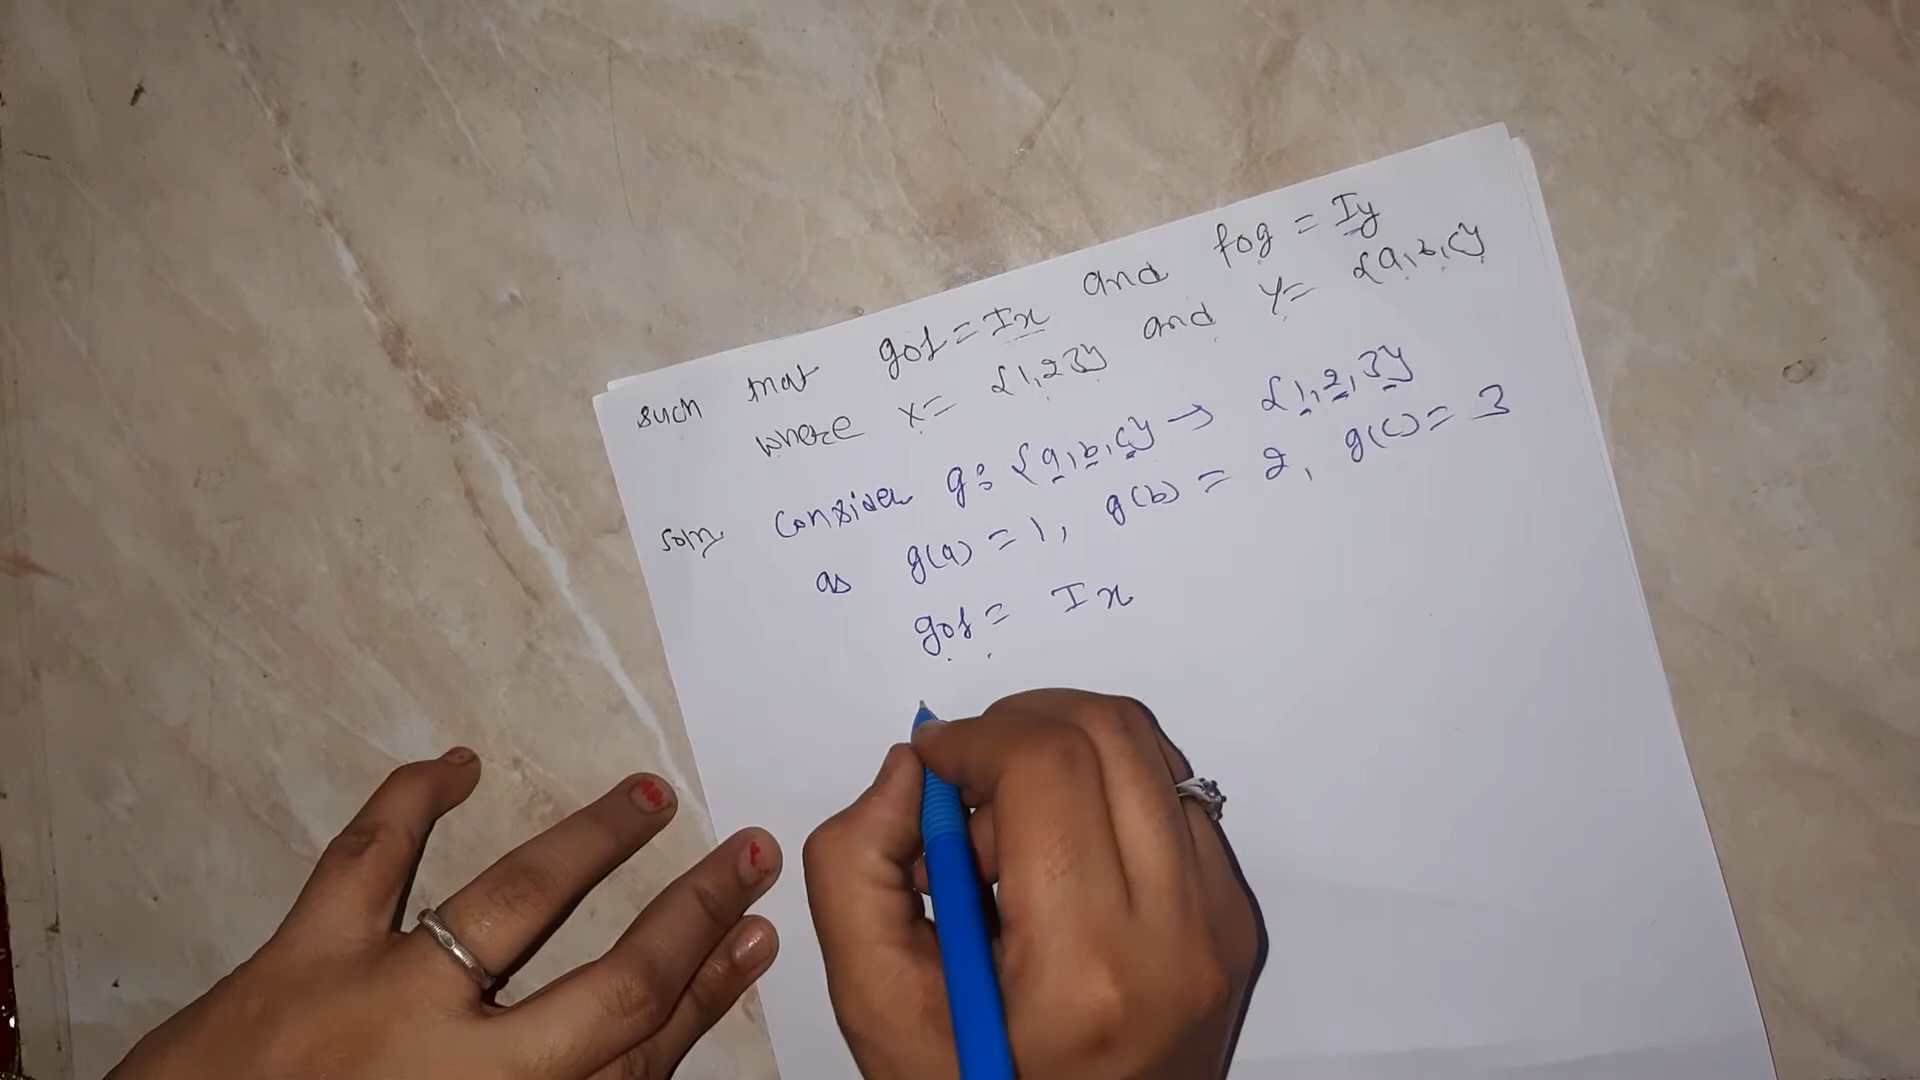 such that gof = Ix and fog = Iy
where X = {1,2,3} and Y = {a,b,c}
soln. Consider g: {a,b,c} → {1,2,3}
as g(a) = 1, g(b) = 2, g(c) = 3
gof = Ix